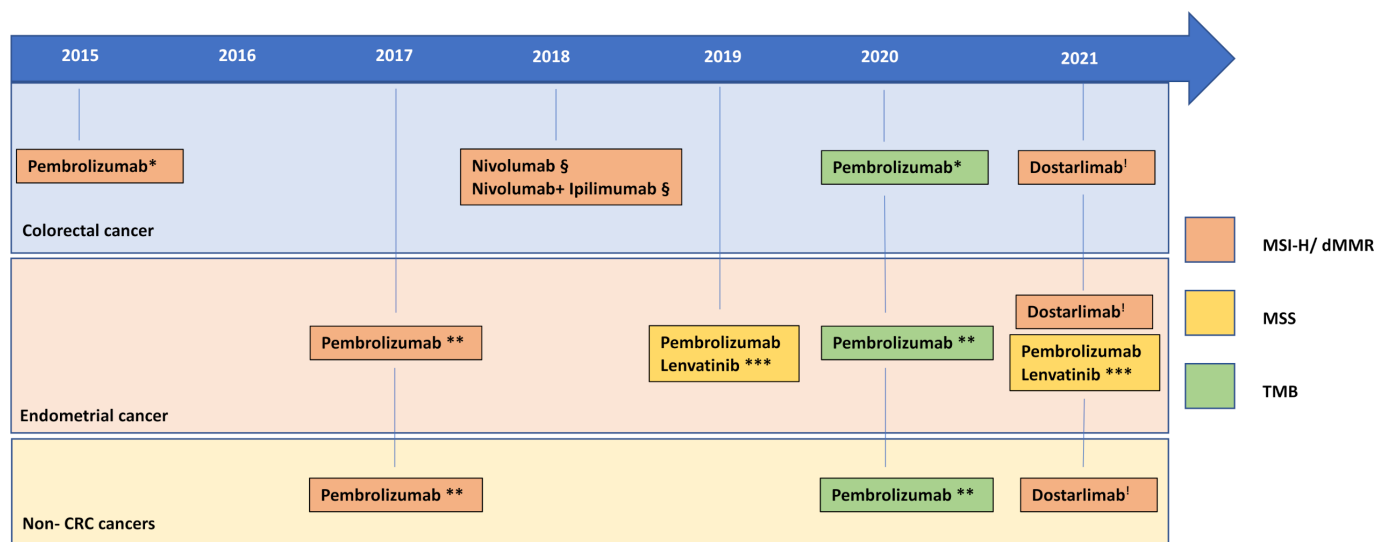 2015 2016 2017 2018 2019 2020 2021
Pembrolizumab*
Nivolumab §
Nivolumab+ Ipilimumab §
Pembrolizumab*
Dostarlimab!
Colorectal cancer
MSI-H/ dMMR
MSS
TMB
Pembrolizumab **
Pembrolizumab
Lenvatinib ***
Pembrolizumab **
Dostarlimab!
Pembrolizumab
Lenvatinib ***
Endometrial cancer
Pembrolizumab **
Pembrolizumab **
Dostarlimab!
Non- CRC cancers